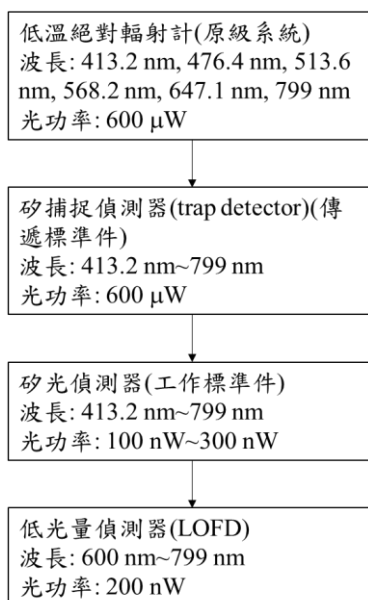 低溫絕對輻射計(原級系統)
波長: 413.2 nm, 476.4 nm, 513.6
nm, 568.2 nm, 647.1 nm, 799 nm
光功率: 600 μW
矽捕捉偵測器(trap detector)(傳
遞標準件)
波長: 413.2 nm~799 nm
光功率: 600 μW
矽光偵測器(工作標準件)
波長: 413.2 nm~799 nm
光功率: 100 nW~300 nW
低光量偵測器(LOFD)
波長: 600 nm~799 nm
光功率: 200 nW